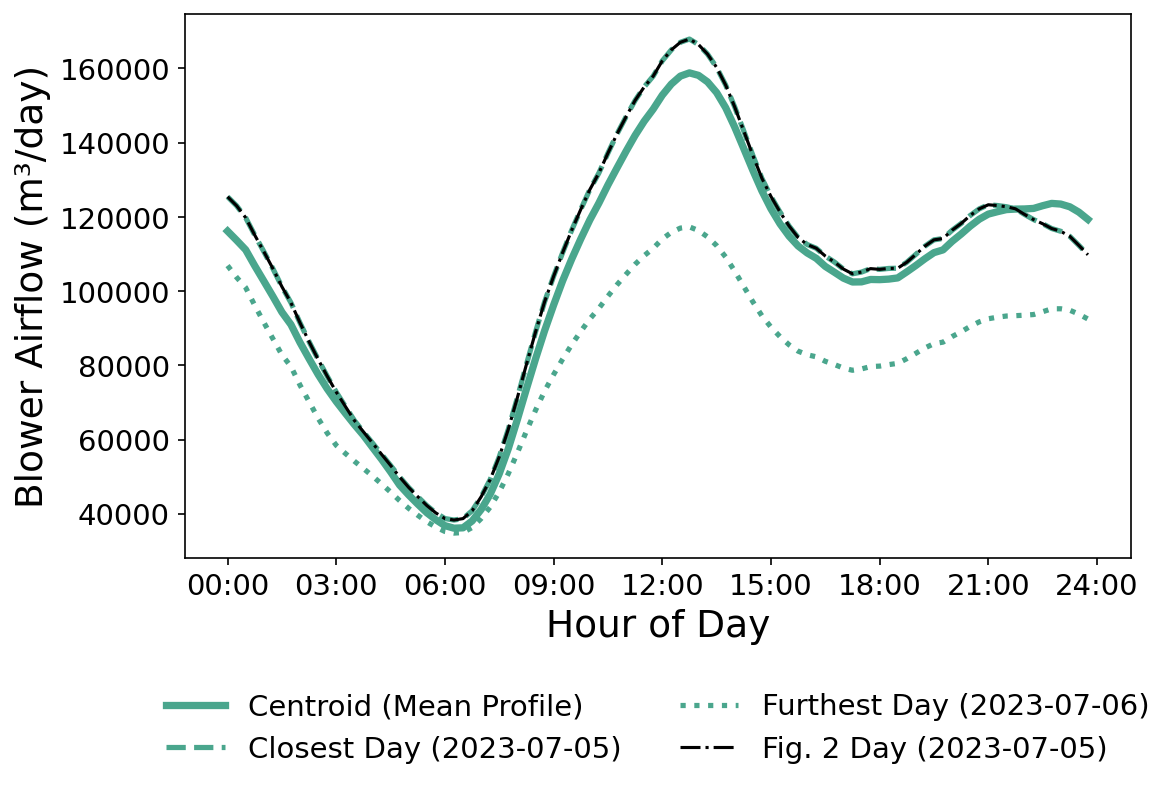 Blower Airflow (m³/day)
160000
140000
120000
100000
80000
60000
40000
00:00 03:00 06:00 09:00 12:00 15:00 18:00 21:00 24:00
Hour of Day
Centroid (Mean Profile)
Closest Day (2023-07-05)
Furthest Day (2023-07-06)
Fig. 2 Day (2023-07-05)